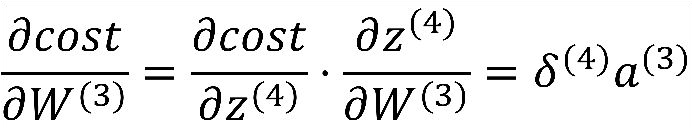 ∂cost/∂W⁽³⁾ = ∂cost/∂z⁽⁴⁾ · ∂z⁽⁴⁾/∂W⁽³⁾ = δ⁽⁴⁾a⁽³⁾